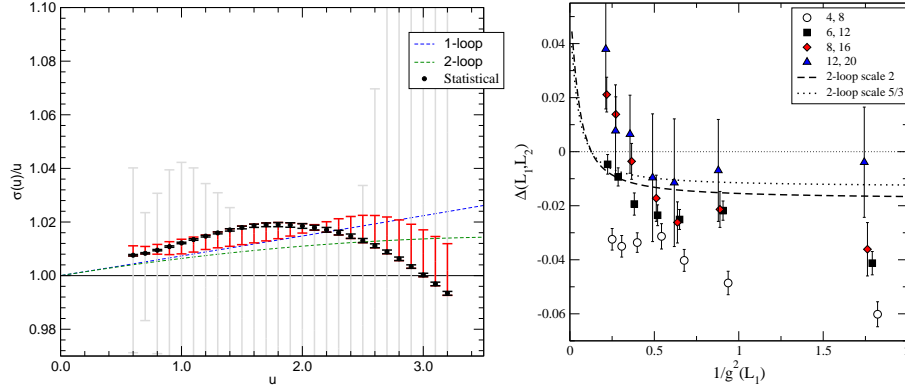 σ(u)/u
1.10
1.08
1.06
1.04
1.02
1.00
0.98
0.96
0.0
1.0
2.0
3.0
u
1-loop
2-loop
Statistical
Δ(L1,L2)
0.04
0.02
0
-0.02
-0.04
-0.06
0
0.5
1
1.5
1/g²(L1)
4, 8
6, 12
8, 16
12, 20
2-loop scale 2
2-loop scale 5/3